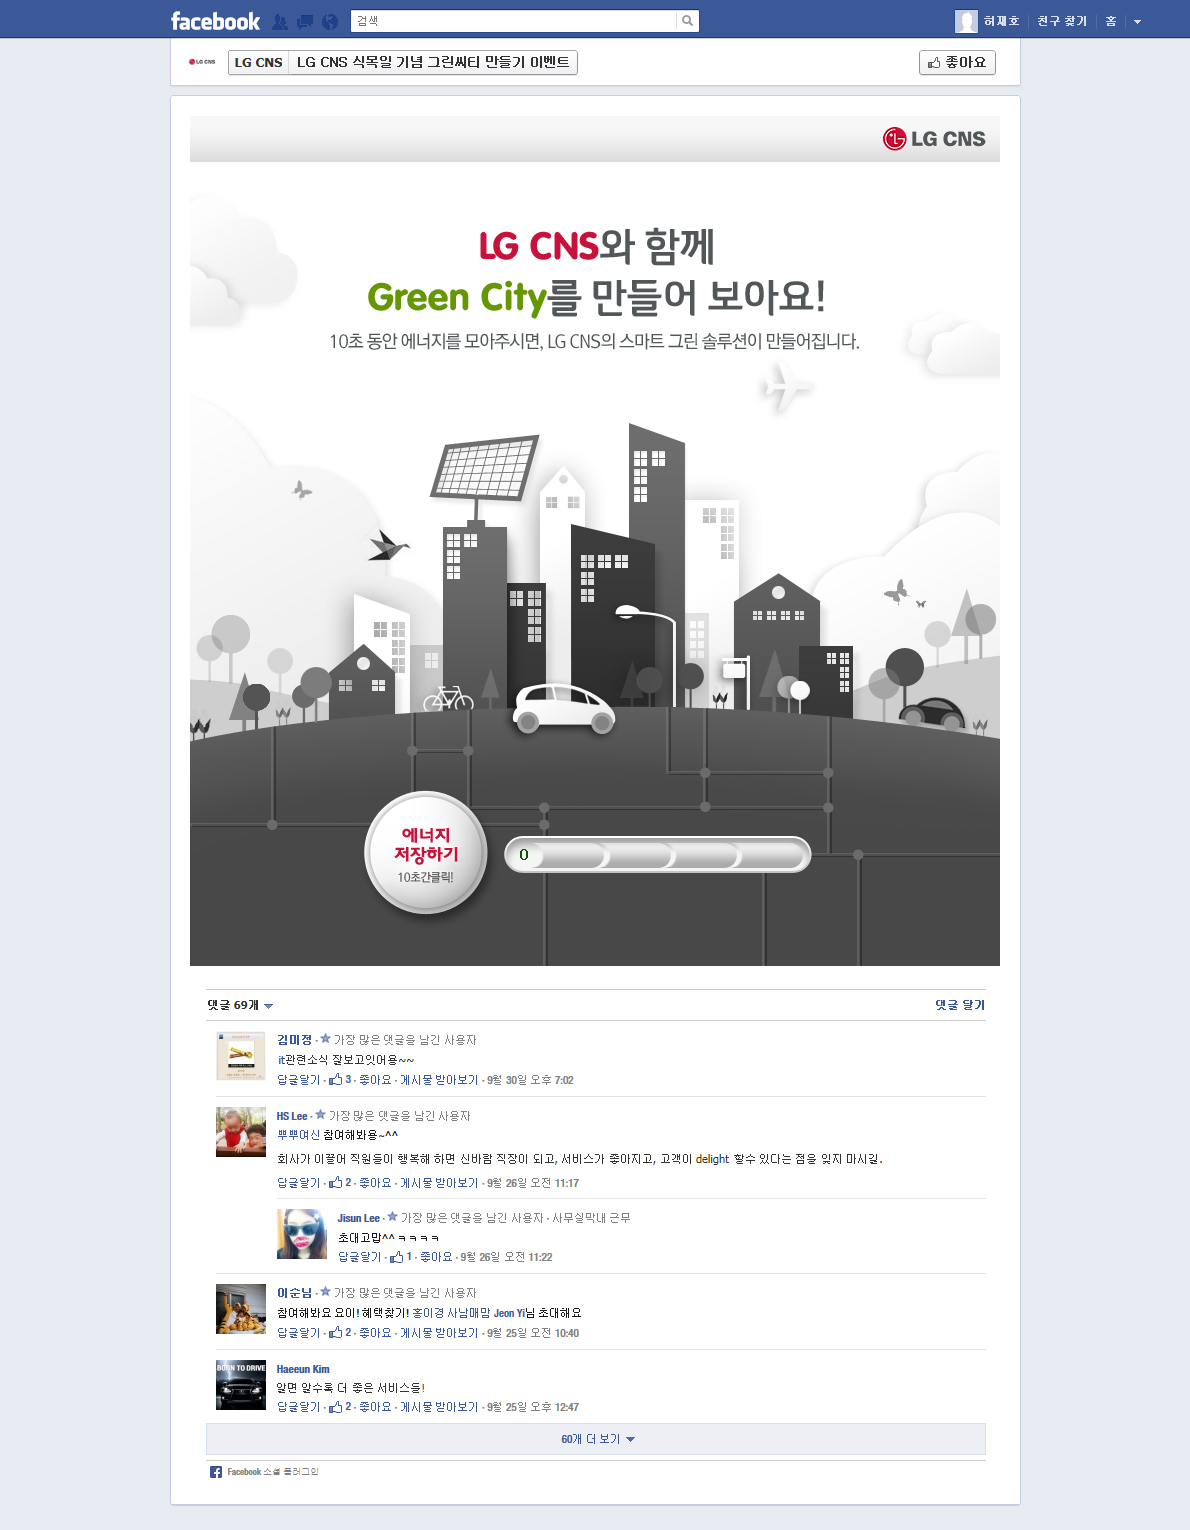 facebook
검색
허재호
친구 찾기
홈
LG CNS
LG CNS
LG CNS 식목일 기념 그린씨티 만들기 이벤트
좋아요
LG CNS
LG CNS와 함께
Green City를 만들어 보아요!
10초 동안 에너지를 모아주시면, LG CNS의 스마트 그린 솔루션이 만들어집니다.
에너지
저장하기
10초간클릭!
0
댓글 69개
댓글 달기
김미정 · 가장 많은 댓글을 남긴 사용자
it관련소식 잘보고잇어용~~
답글달기 · 3 · 좋아요 · 게시물 받아보기 · 9월 30일 오후 7:02
HS Lee · 가장 많은 댓글을 남긴 사용자
뿌뿌여신 참여해봐용~^^
회사가 이끌어 직원들이 행복해 하면 신바람 직장이 되고, 서비스가 좋아지고, 고객이 delight 할수 있다는 점을 잊지 마시길.
답글달기 · 2 · 좋아요 · 게시물 받아보기 · 9월 26일 오전 11:17
Jisun Lee · 가장 많은 댓글을 남긴 사용자 · 사무실막내 근무
초대고맙^^ ㅋㅋㅋㅋ
답글달기 · 1 · 좋아요 · 9월 26일 오전 11:22
이순님 · 가장 많은 댓글을 남긴 사용자
참여해봐요 요이! 혜택찾기! 홍이경 사남매맘 Jeon Yi님 초대해요
답글달기 · 2 · 좋아요 · 게시물 받아보기 · 9월 25일 오전 10:40
BORN TO DRIVE
Haeeun Kim
알면 알수록 더 좋은 서비스들!
답글달기 · 2 · 좋아요 · 게시물 받아보기 · 9월 25일 오후 12:47
60개 더 보기
Facebook 소셜 플러그인